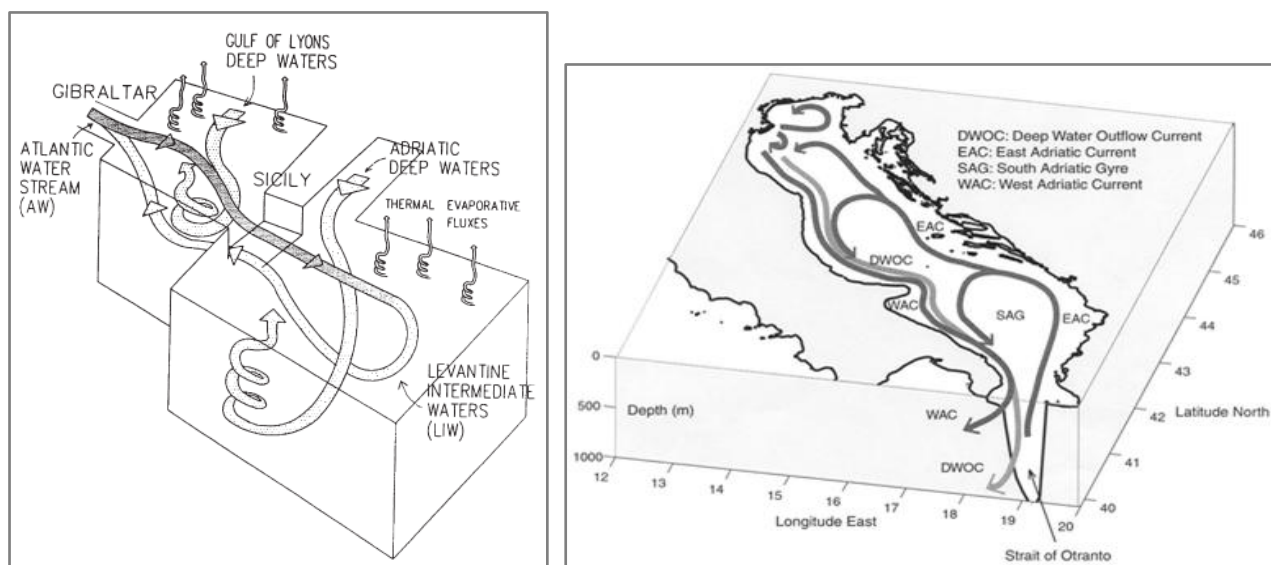 GULF OF LYONS
DEEP WATERS
GIBRALTAR
ATLANTIC
WATER
STREAM
(AW)
SICILY
ADRIATIC
DEEP WATERS
THERMAL EVAPORATIVE
FLUXES
LEVANTINE
INTERMEDIATE
WATERS
(LIW)
DWOC: Deep Water Outflow Current
EAC: East Adriatic Current
SAG: South Adriatic Gyre
WAC: West Adriatic Current
EAC
DWOC
WAC
SAG
EAC
46
45
44
43
42
41
40
Latitude North
0
500
1000
Depth (m)
WAC
DWOC
12
13
14
15
16
17
18
19
20
Longitude East
Strait of Otranto